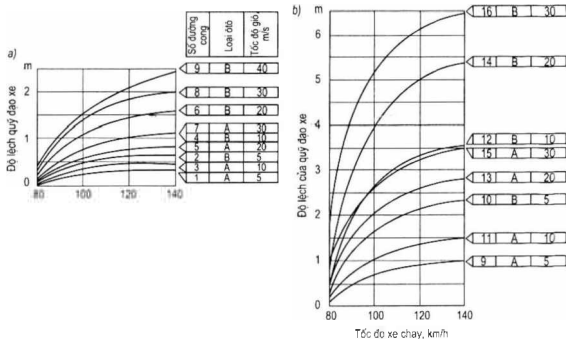 a)
Số đường cong
Loại ôtô
Tốc độ gió, m/s
m
Độ lệch quỹ đạo xe
2
1
0
80 100 120 140
9 B 40
8 B 30
6 B 20
7 A 30
4 B 10
5 A 20
2 B 5
3 A 10
1 A 5
b) m
Độ lệch của quỹ đạo xe
6
5
4
3
2
1
0
80 100 120 140
16 B 30
14 B 20
12 B 10
15 A 30
13 A 20
10 B 5
11 A 10
9 A 5
Tốc đo xe chay, km/h